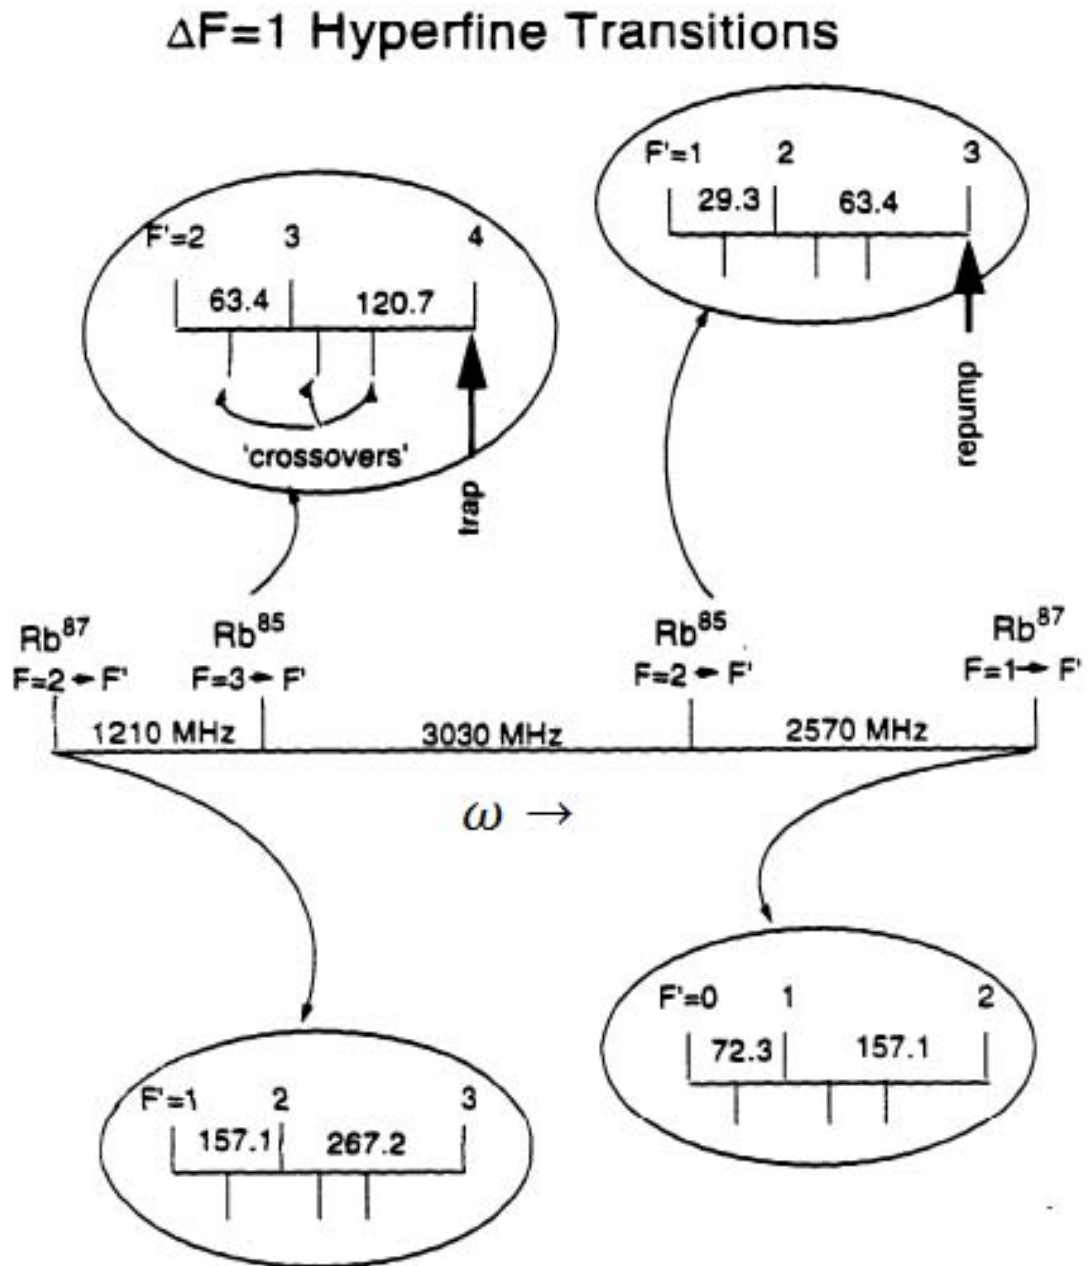 ΔF=1 Hyperfine Transitions
F'=1 2 3
29.3 63.4
repump
F'=2 3 4
63.4 120.7
'crossovers'
trap
Rb⁸⁷
F=2→F'
Rb⁸⁵
F=3→F'
Rb⁸⁵
F=2→F'
Rb⁸⁷
F=1→F'
1210 MHz 3030 MHz 2570 MHz
ω →
F'=0 1 2
72.3 157.1
F'=1 2 3
157.1 267.2